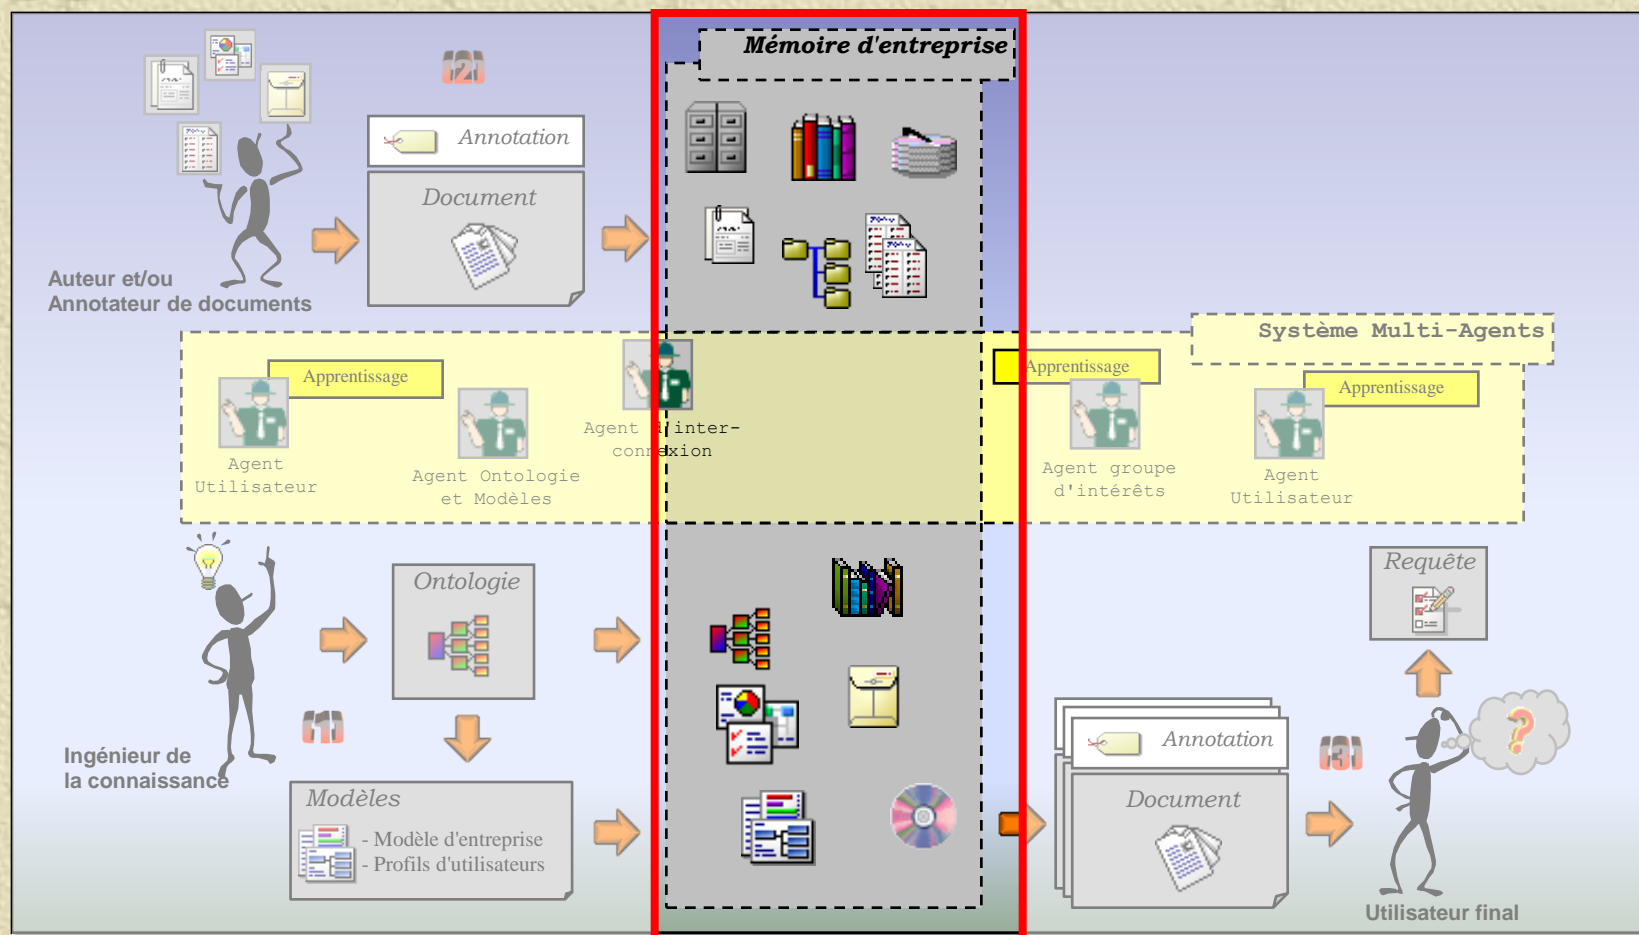 Mémoire d'entreprise
(2)
Annotation
Document
Auteur et/ou
Annotateur de documents
Système Multi-Agents
Apprentissage
Apprentissage
Apprentissage
Agent d'inter-
connexion
Agent
Utilisateur
Agent Ontologie
et Modèles
Agent groupe
d'intérêts
Agent
Utilisateur
Ontologie
Requête
(1)
Ingénieur de
la connaissance
Modèles
- Modèle d'entreprise
- Profils d'utilisateurs
Annotation
Document
(3)
?
Utilisateur final